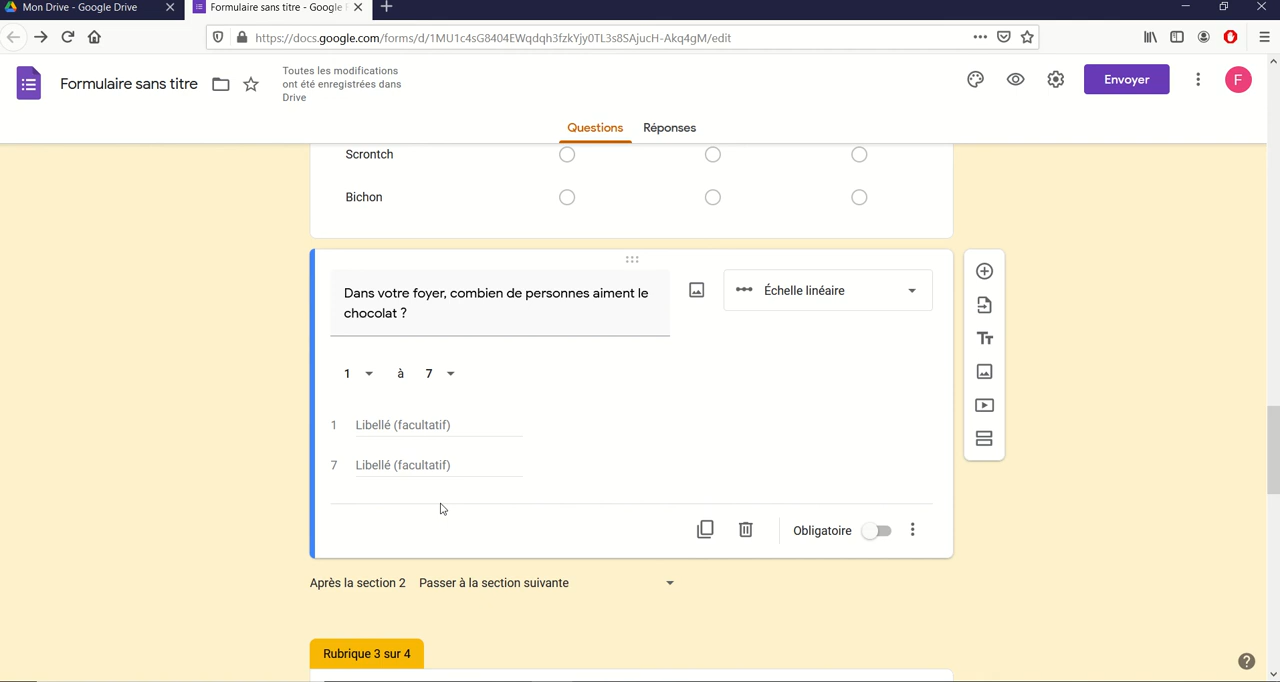 Mon Drive - Google Drive
Formulaire sans titre - Google F
https://docs.google.com/forms/d/1MU1c4sG8404EWqdqh3fzkYjy0TL3s8SAjucH-Akq4gM/edit
Formulaire sans titre
Toutes les modifications
ont été enregistrées dans
Drive
Envoyer
F
Questions
Réponses
Scrontch
Bichon
Dans votre foyer, combien de personnes aiment le
chocolat ?
Échelle linéaire
1 à 7
1 Libellé (facultatif)
7 Libellé (facultatif)
Obligatoire
Après la section 2 Passer à la section suivante
Rubrique 3 sur 4